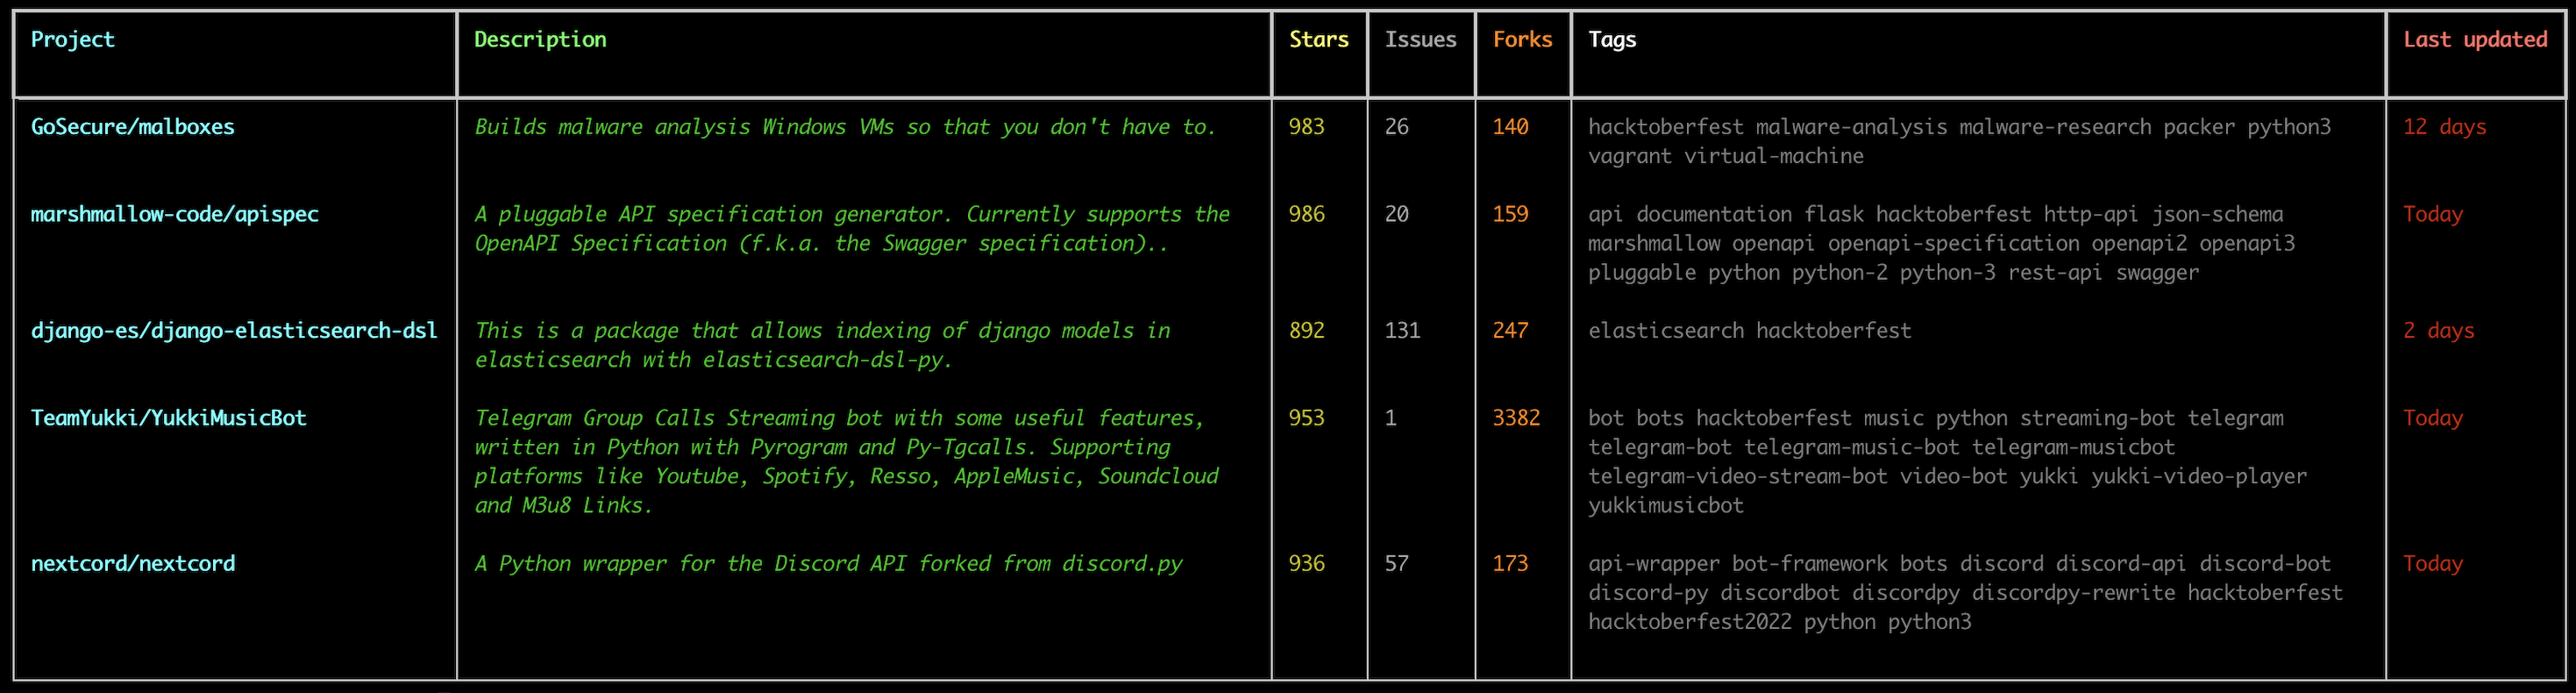 Project Description Stars Issues Forks Tags Last updated
GoSecure/malboxes Builds malware analysis Windows VMs so that you don't have to. 983 26 140 hacktoberfest malware-analysis malware-research packer python3 12 days
vagrant virtual-machine
marshmallow-code/apispec A pluggable API specification generator. Currently supports the 986 20 159 api documentation flask hacktoberfest http-api json-schema Today
OpenAPI Specification (f.k.a. the Swagger specification).. marshmallow openapi openapi-specification openapi2 openapi3
pluggable python python-2 python-3 rest-api swagger
django-es/django-elasticsearch-dsl This is a package that allows indexing of django models in 892 131 247 elasticsearch hacktoberfest 2 days
elasticsearch with elasticsearch-dsl-py.
TeamYukki/YukkiMusicBot Telegram Group Calls Streaming bot with some useful features, 953 1 3382 bot bots hacktoberfest music python streaming-bot telegram Today
written in Python with Pyrogram and Py-Tgcalls. Supporting telegram-bot telegram-music-bot telegram-musicbot
platforms like Youtube, Spotify, Resso, AppleMusic, Soundcloud telegram-video-stream-bot video-bot yukki yukki-video-player
and M3u8 Links. yukkimusicbot
nextcord/nextcord A Python wrapper for the Discord API forked from discord.py 936 57 173 api-wrapper bot-framework bots discord discord-api discord-bot Today
discord-py discordbot discordpy discordpy-rewrite hacktoberfest
hacktoberfest2022 python python3